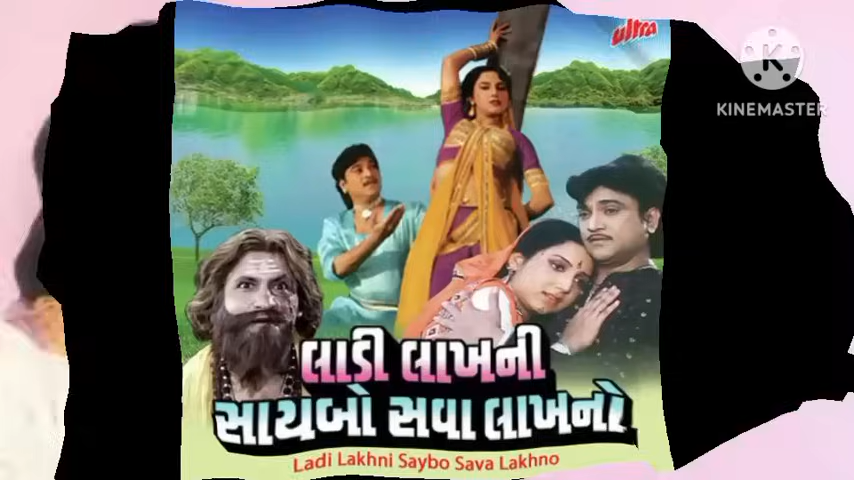 ultra
K
KINEMASTER
લાડી લાખની
સાયબો સવા લાખનો
Ladi Lakhni Saybo Sava Lakhno